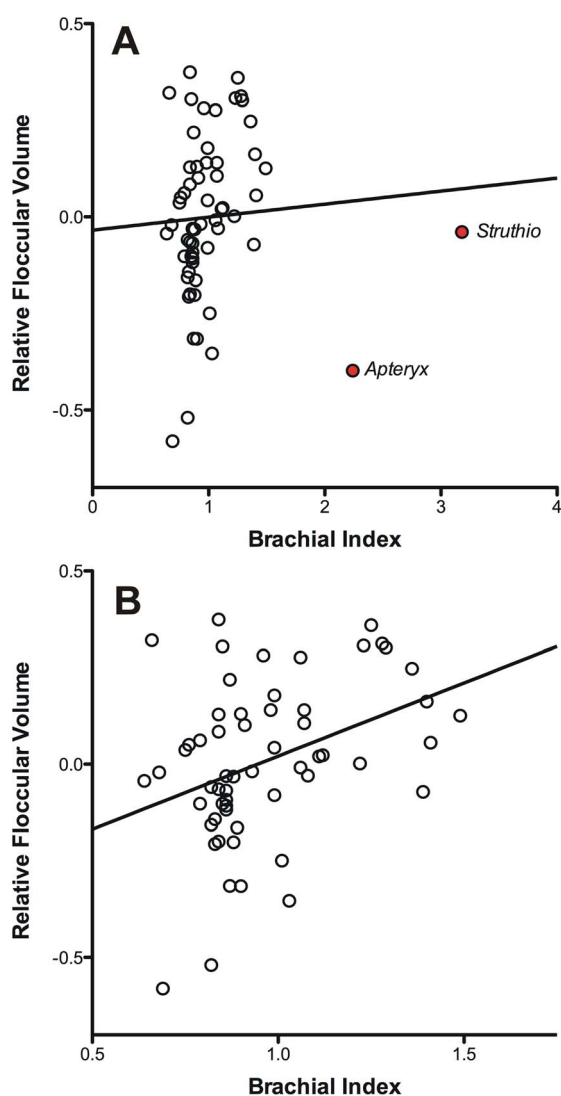 A
0.5
0.0
-0.5
Relative Floccular Volume
Struthio
Apteryx
0 1 2 3 4
Brachial Index
B
0.5
0.0
-0.5
Relative Floccular Volume
0.5 1.0 1.5
Brachial Index